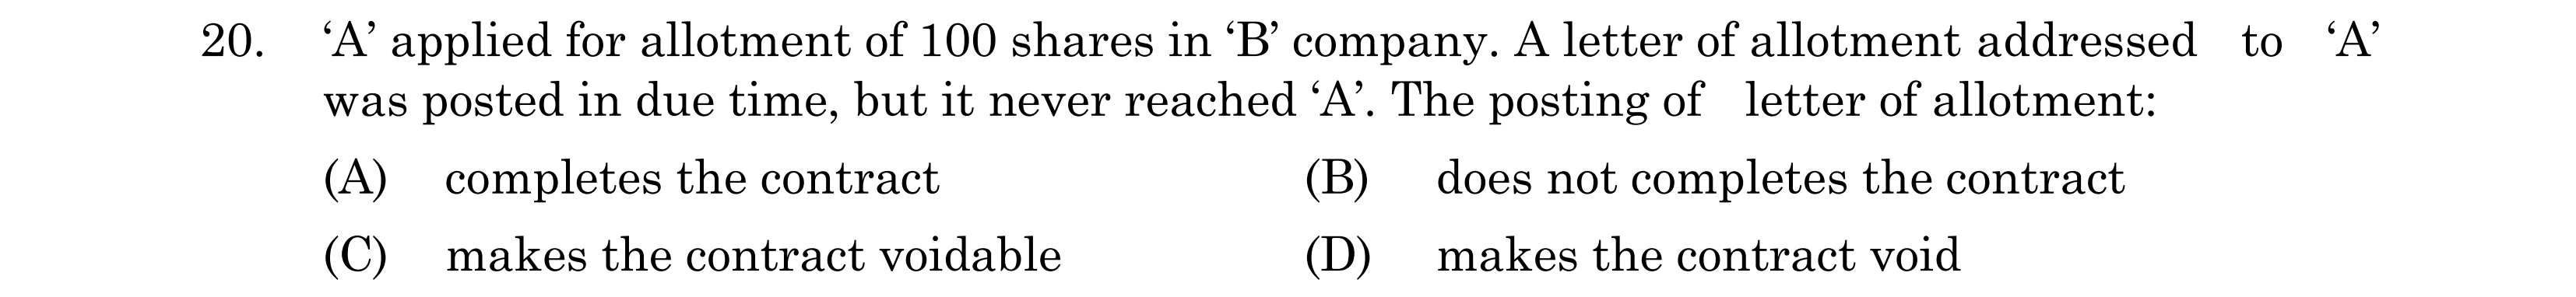 20. ‘A’ applied for allotment of 100 shares in ‘B’ company. A letter of allotment addressed to ‘A’
was posted in due time, but it never reached ‘A’. The posting of letter of allotment:
(A) completes the contract (B) does not completes the contract
(C) makes the contract voidable (D) makes the contract void